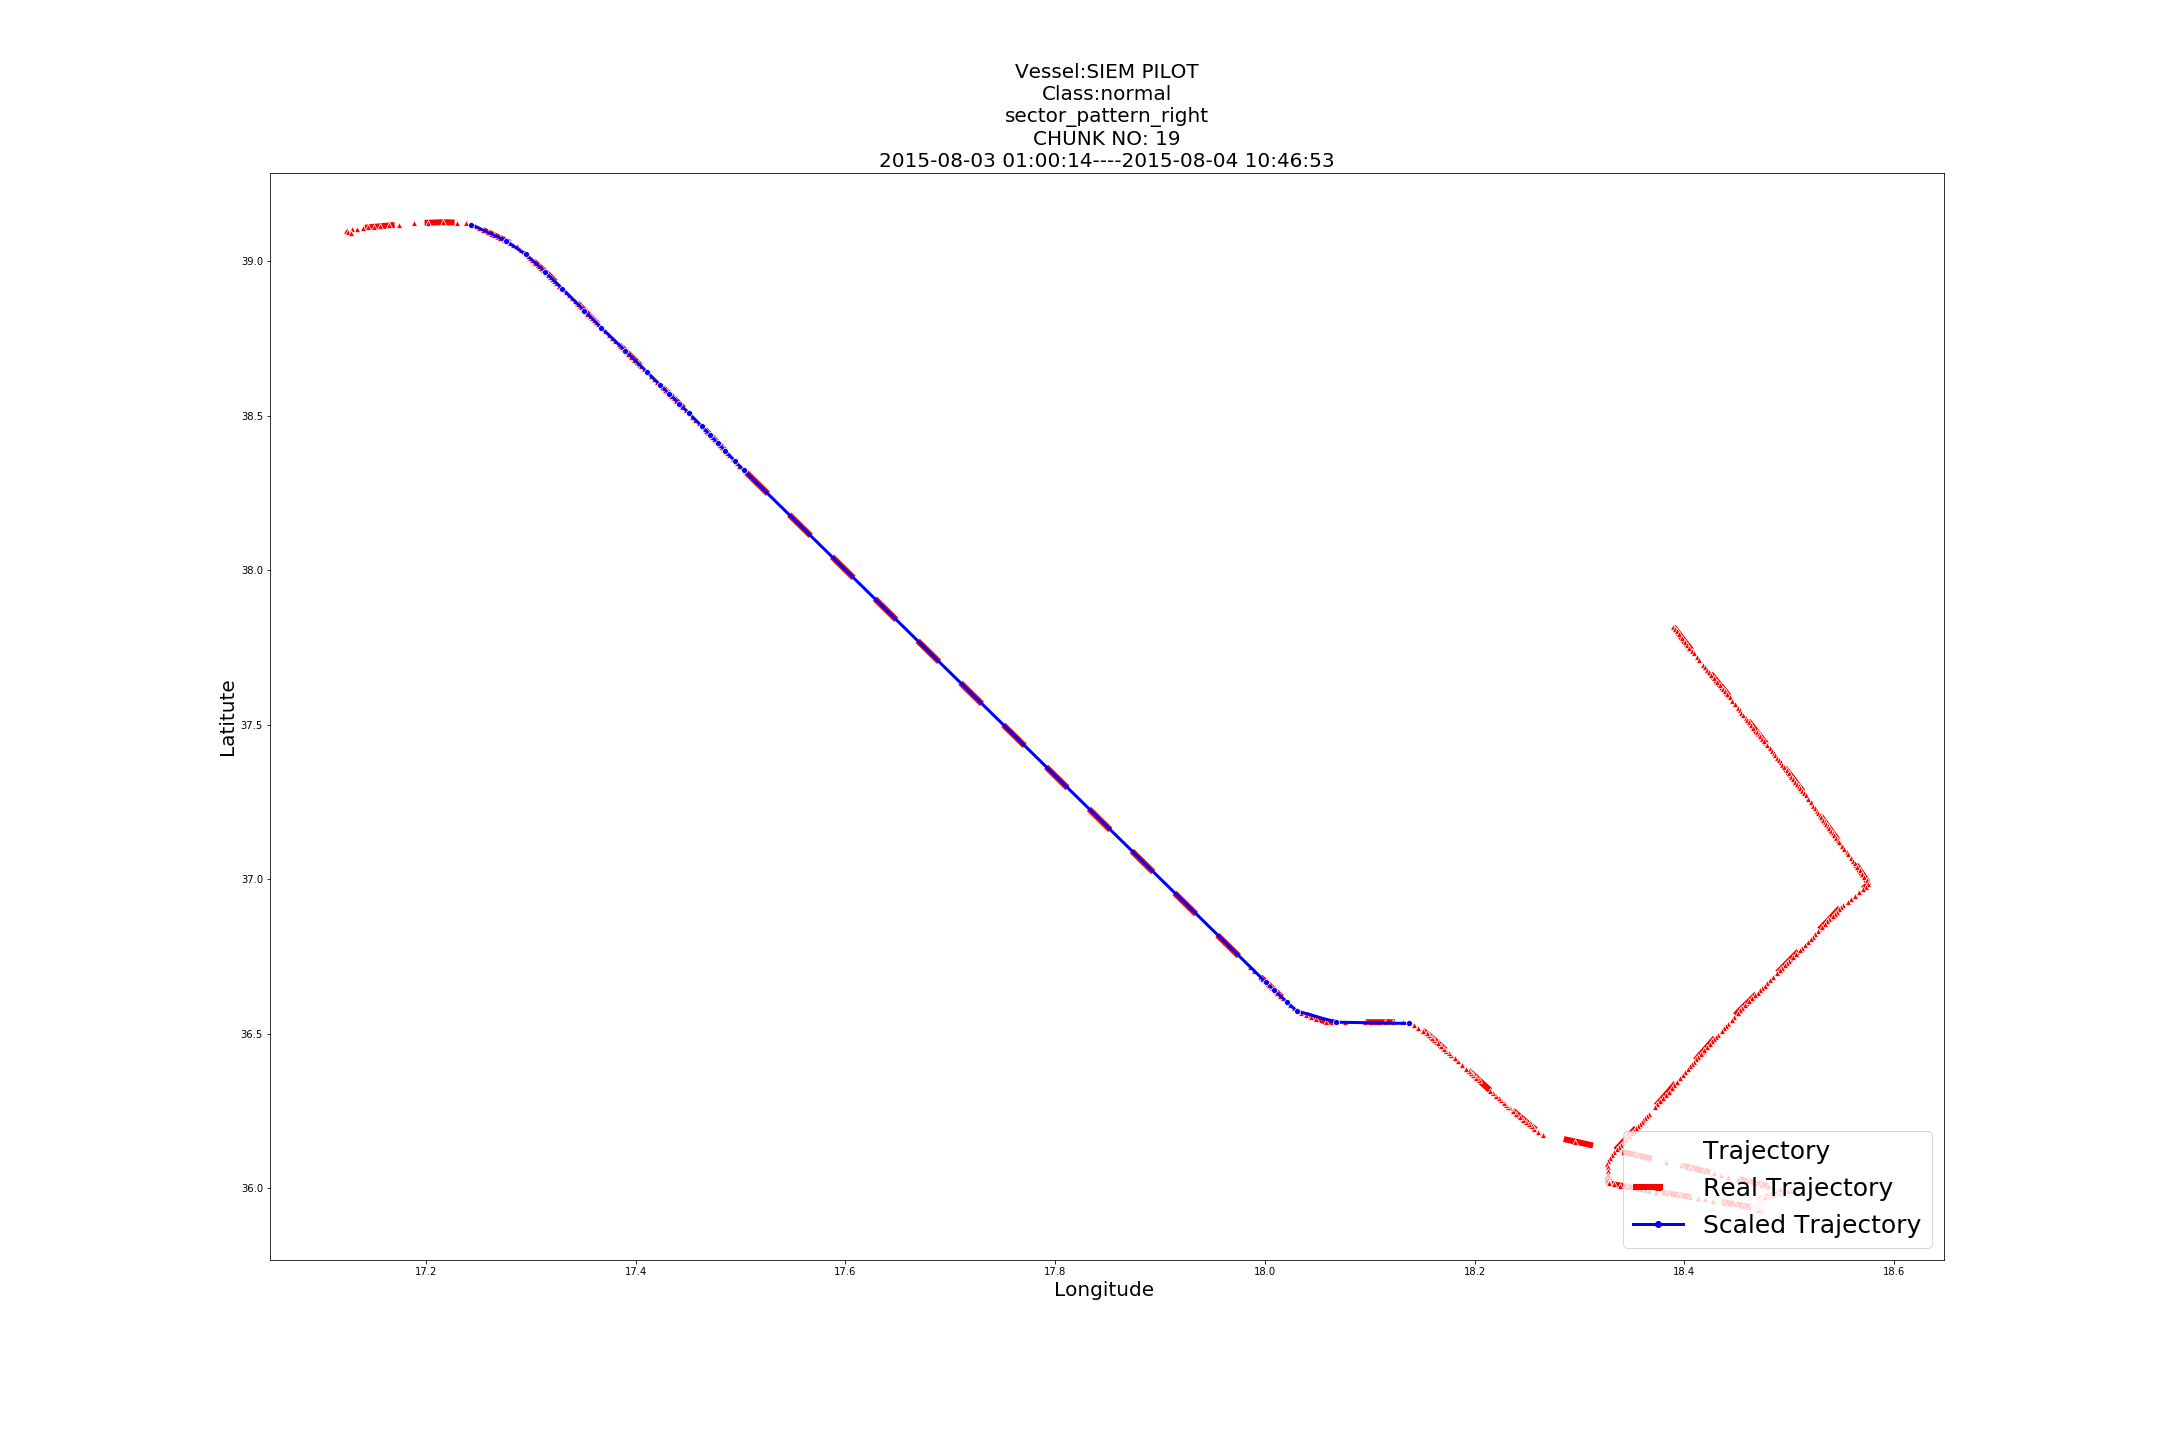 Vessel:SIEM PILOT
Class:normal
sector_pattern_right
CHUNK NO: 19
2015-08-03 01:00:14----2015-08-04 10:46:53
39.0
38.5
38.0
37.5
37.0
36.5
36.0
Latitute
Trajectory
Real Trajectory
Scaled Trajectory
17.2 17.4 17.6 17.8 18.0 18.2 18.4 18.6
Longitude